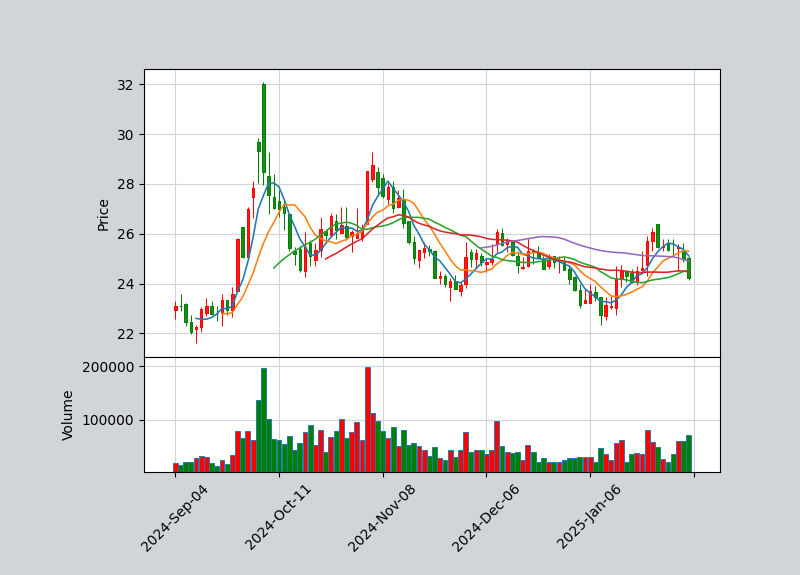 32
30
28
26
24
22
Price
200000
100000
Volume
2024-Sep-04
2024-Oct-11
2024-Nov-08
2024-Dec-06
2025-Jan-06